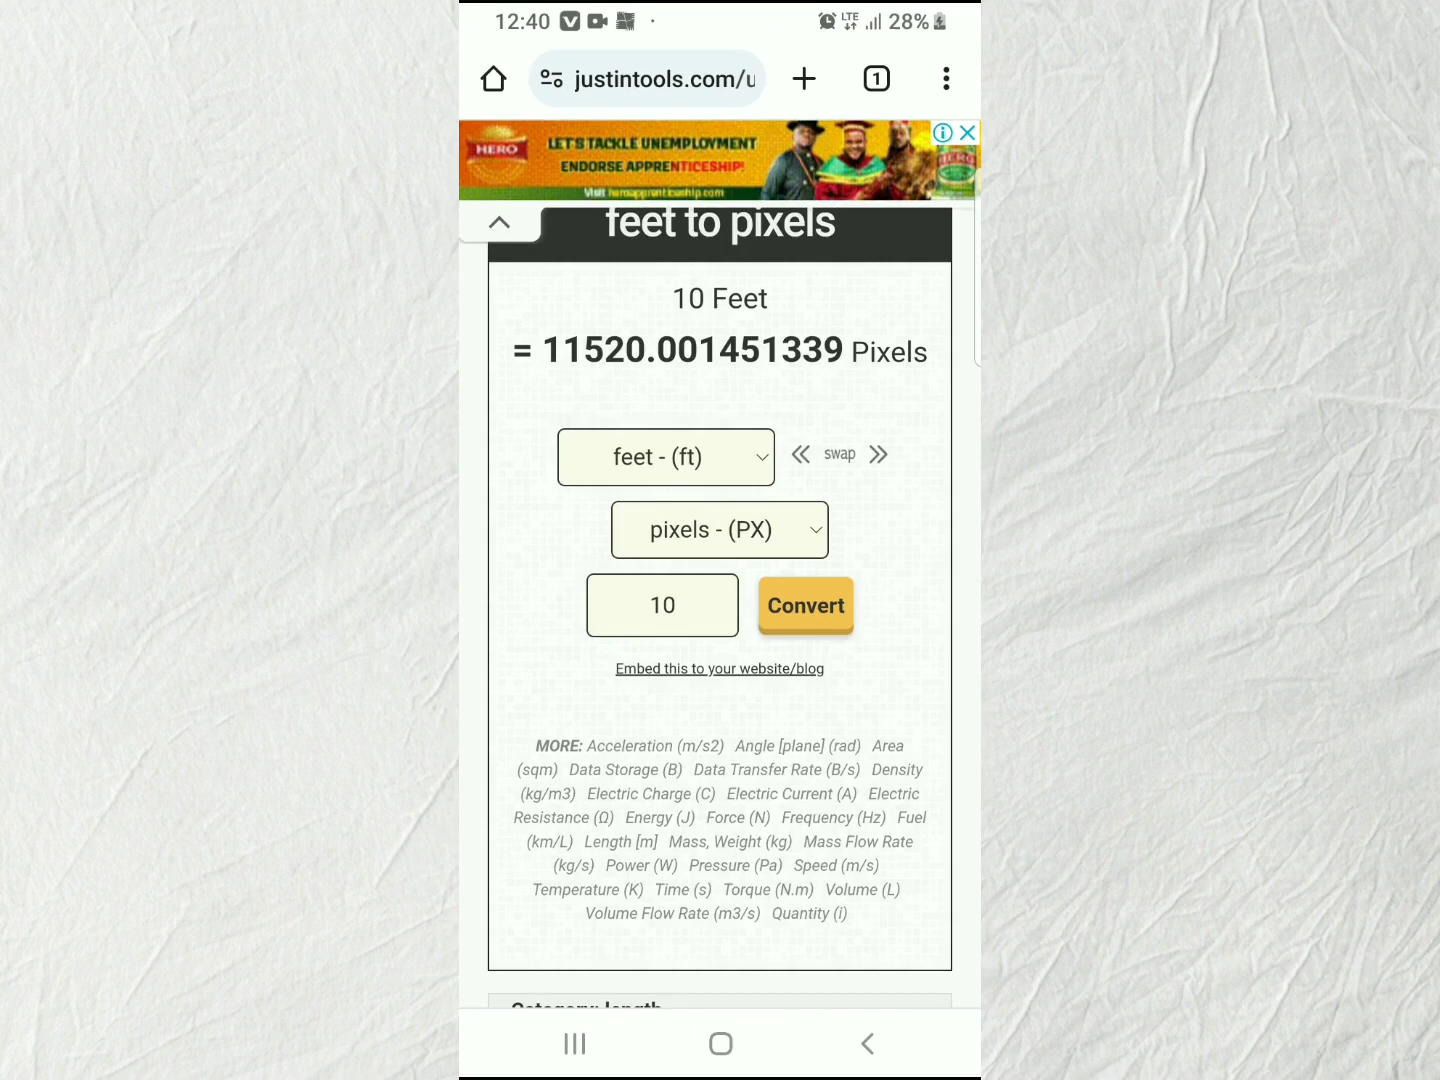 12:40 28%
LTE
justintools.com/u
1
HERO
LET'S TACKLE UNEMPLOYMENT
ENDORSE APPRENTICESHIP!
Visit heroapprenticeship.com
HERO
feet to pixels
10 Feet
= 11520.001451339 Pixels
feet - (ft)
swap
pixels - (PX)
10
Convert
Embed this to your website/blog
MORE: Acceleration (m/s2) Angle [plane] (rad) Area
(sqm) Data Storage (B) Data Transfer Rate (B/s) Density
(kg/m3) Electric Charge (C) Electric Current (A) Electric
Resistance (Ω) Energy (J) Force (N) Frequency (Hz) Fuel
(km/L) Length [m] Mass, Weight (kg) Mass Flow Rate
(kg/s) Power (W) Pressure (Pa) Speed (m/s)
Temperature (K) Time (s) Torque (N.m) Volume (L)
Volume Flow Rate (m3/s) Quantity (i)
Category: length